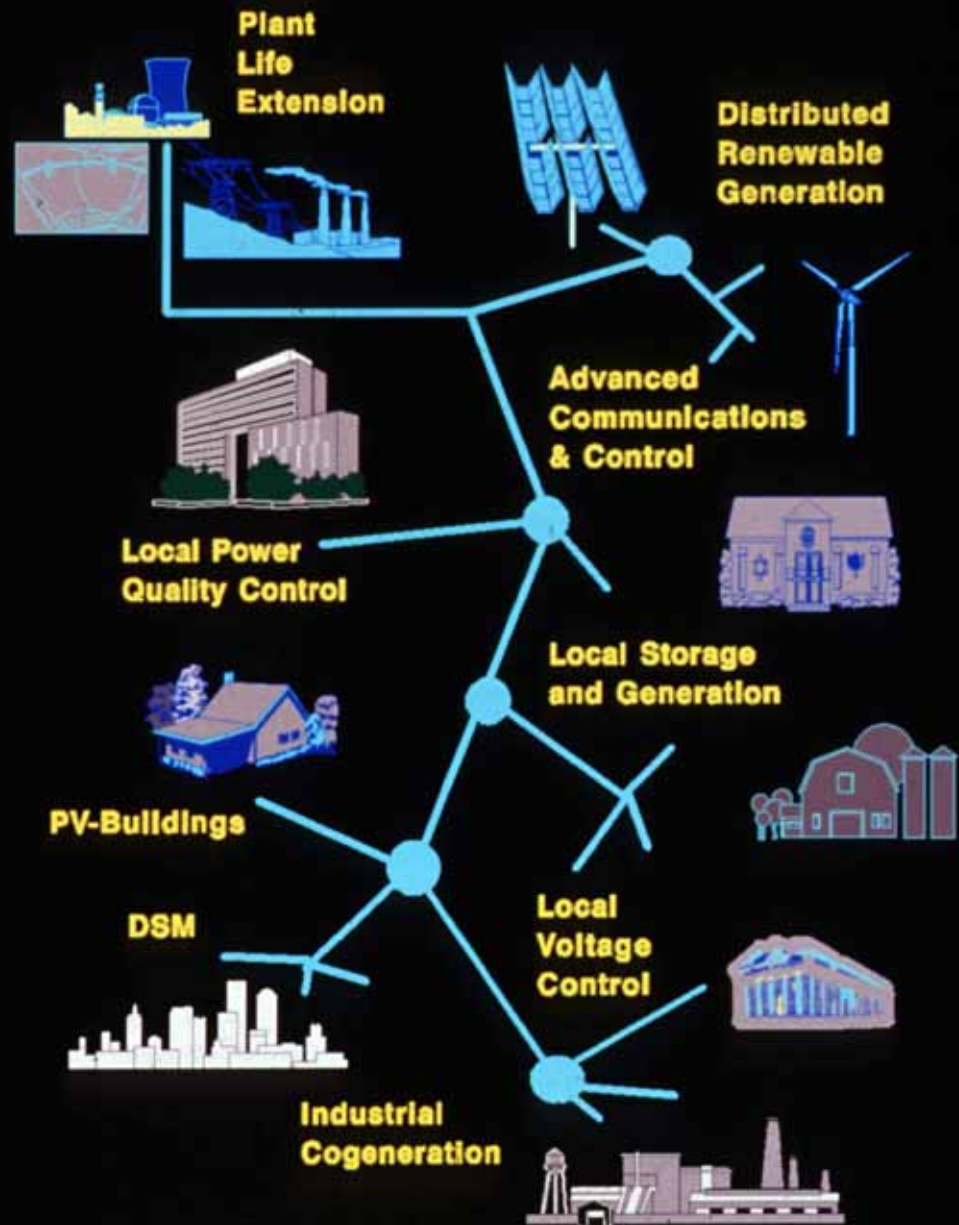 Plant
Life
Extension
Distributed
Renewable
Generation
Advanced
Communications
& Control
Local Power
Quality Control
Local Storage
and Generation
PV-Buildings
DSM
Local
Voltage
Control
Industrial
Cogeneration